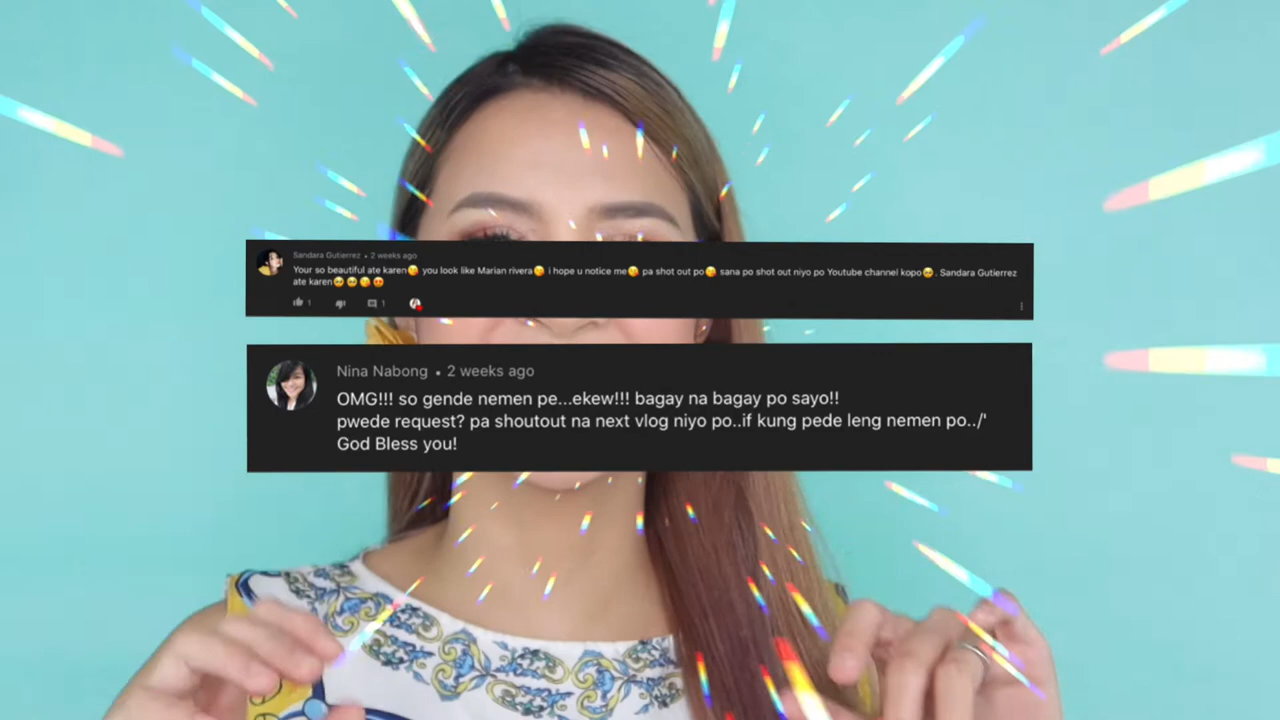 Sandara Gutierrez • 2 weeks ago
Your so beautiful ate karen😘 you look like Marian rivera😘 i hope u notice me😘 pa shot out po😘 sana po shot out niyo po Youtube channel kopo🥺. Sandara Gutierrez
ate karen🥺🥺😘😍
1 1
Nina Nabong • 2 weeks ago
OMG!!! so gende nemen pe...ekew!!! bagay na bagay po sayo!!
pwede request? pa shoutout na next vlog niyo po..if kung pede leng nemen po../'
God Bless you!